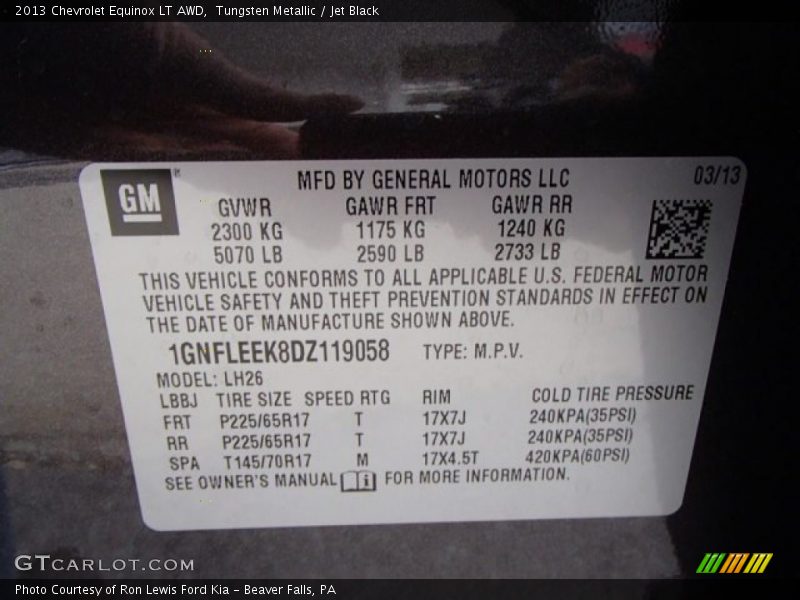 2013 Chevrolet Equinox LT AWD, Tungsten Metallic / Jet Black
GM
MFD BY GENERAL MOTORS LLC 03/13
GVWR GAWR FRT GAWR RR
2300 KG 1175 KG 1240 KG
5070 LB 2590 LB 2733 LB
THIS VEHICLE CONFORMS TO ALL APPLICABLE U.S. FEDERAL MOTOR
VEHICLE SAFETY AND THEFT PREVENTION STANDARDS IN EFFECT ON
THE DATE OF MANUFACTURE SHOWN ABOVE.
1GNFLEEK8DZ119058 TYPE: M.P.V.
MODEL: LH26
LBBJ TIRE SIZE SPEED RTG RIM COLD TIRE PRESSURE
FRT P225/65R17 T 17X7J 240KPA(35PSI)
RR P225/65R17 T 17X7J 240KPA(35PSI)
SPA T145/70R17 M 17X4.5T 420KPA(60PSI)
SEE OWNER'S MANUAL FOR MORE INFORMATION.
GTCARLOT.COM
Photo Courtesy of Ron Lewis Ford Kia – Beaver Falls, PA